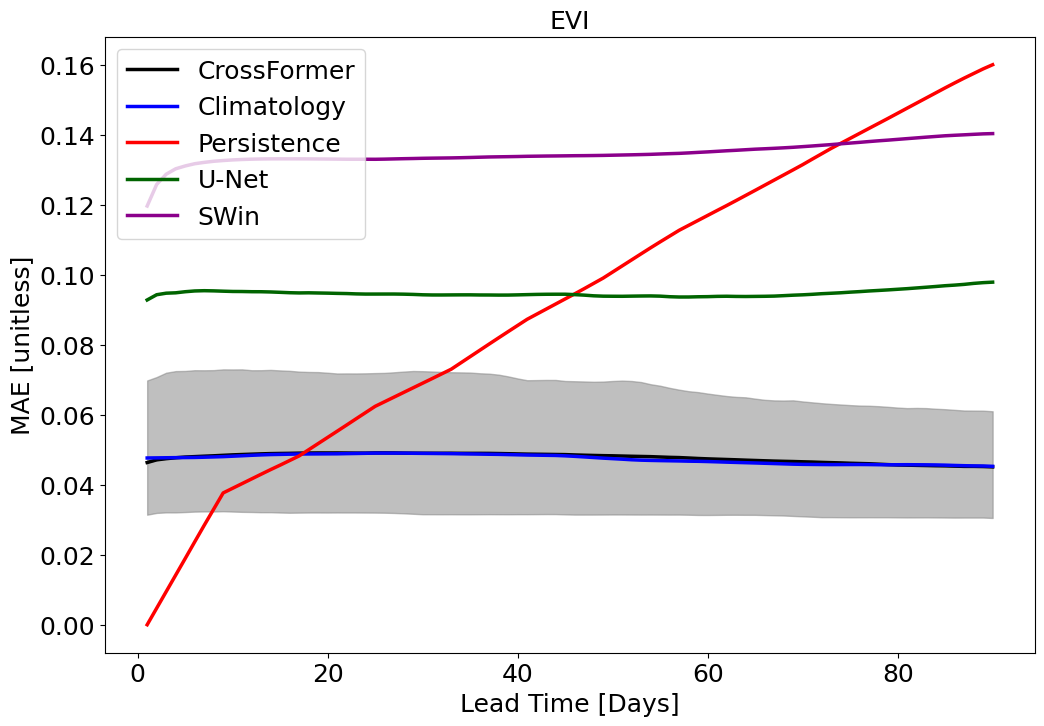 EVI
CrossFormer
Climatology
Persistence
U-Net
SWin
MAE [unitless]
0.16
0.14
0.12
0.10
0.08
0.06
0.04
0.02
0.00
0 20 40 60 80
Lead Time [Days]